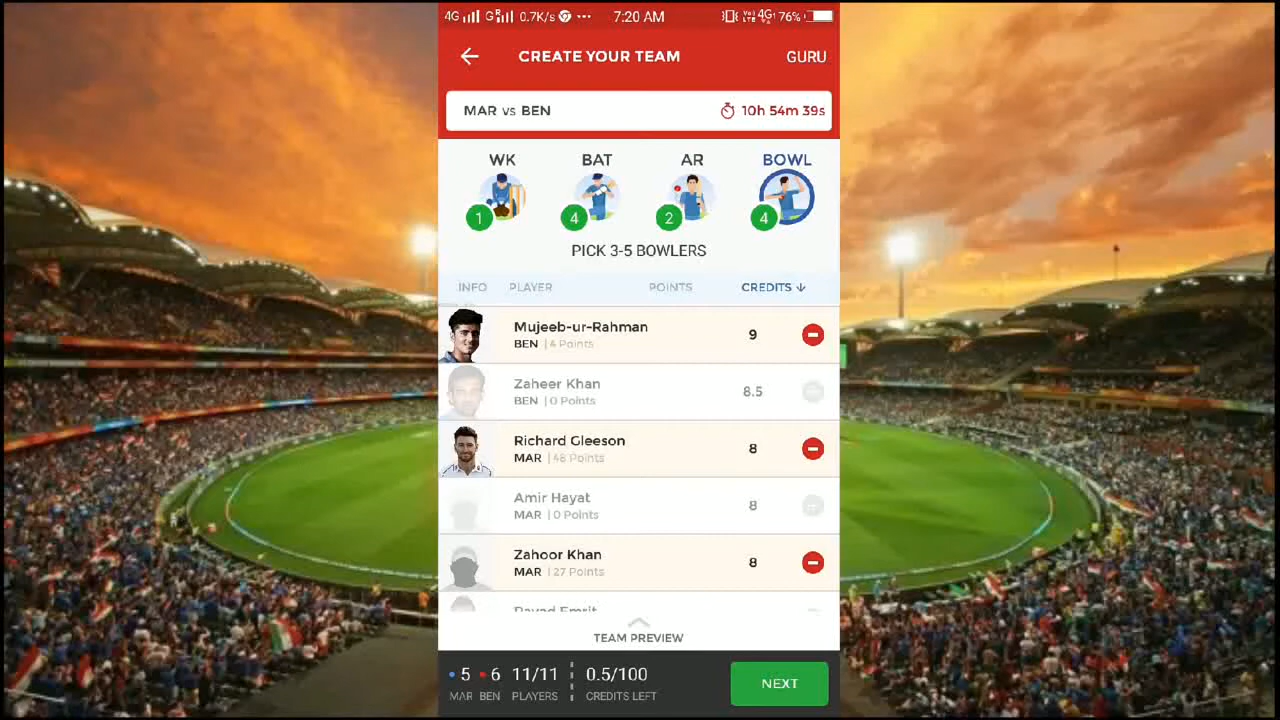 4G G R 0.7K/s ... 7:20 AM 4G 76%
CREATE YOUR TEAM GURU
MAR vs BEN 10h 54m 39s
WK BAT AR BOWL
1 4 2 4
PICK 3-5 BOWLERS
INFO PLAYER POINTS CREDITS ↓
Mujeeb-ur-Rahman 9
BEN | 4 Points
Zaheer Khan 8.5
BEN | 0 Points
Richard Gleeson 8
MAR | 48 Points
Amir Hayat 8
MAR | 0 Points
Zahoor Khan 8
MAR | 27 Points
TEAM PREVIEW
5 6 11/11 0.5/100
MAR BEN PLAYERS CREDITS LEFT
NEXT